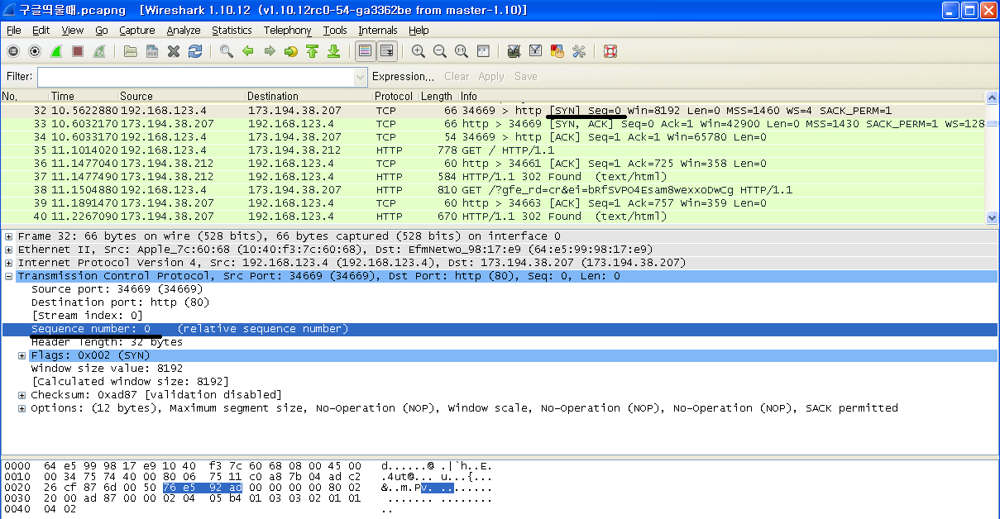 구글띄울때.pcapng [Wireshark 1.10.12 (v1.10.12rc0-54-ga3362be from master-1.10)]
File Edit View Go Capture Analyze Statistics Telephony Tools Internals Help
Filter: Expression... Clear Apply Save
No. Time Source Destination Protocol Length Info
32 10.5622880 192.168.123.4 173.194.38.207 TCP 66 34669 > http [SYN] Seq=0 Win=8192 Len=0 MSS=1460 WS=4 SACK_PERM=1
33 10.6032170 173.194.38.207 192.168.123.4 TCP 66 http > 34669 [SYN, ACK] Seq=0 Ack=1 Win=42900 Len=0 MSS=1430 SACK_PERM=1 WS=128
34 10.6033170 192.168.123.4 173.194.38.207 TCP 54 34669 > http [ACK] Seq=1 Ack=1 Win=65780 Len=0
35 11.1014020 192.168.123.4 173.194.38.212 HTTP 778 GET / HTTP/1.1
36 11.1477040 173.194.38.212 192.168.123.4 TCP 60 http > 34661 [ACK] Seq=1 Ack=725 Win=358 Len=0
37 11.1477490 173.194.38.212 192.168.123.4 HTTP 584 HTTP/1.1 302 Found (text/html)
38 11.1504880 192.168.123.4 173.194.38.207 HTTP 810 GET /?gfe_rd=cr&ei=bRfSVPO4Esam8wexxoDwCg HTTP/1.1
39 11.1891470 173.194.38.207 192.168.123.4 TCP 60 http > 34663 [ACK] Seq=1 Ack=757 Win=359 Len=0
40 11.2267090 173.194.38.207 192.168.123.4 HTTP 670 HTTP/1.1 302 Found (text/html)
Frame 32: 66 bytes on wire (528 bits), 66 bytes captured (528 bits) on interface 0
Ethernet II, Src: Apple_7c:60:68 (10:40:f3:7c:60:68), Dst: EfmNetwo_98:17:e9 (64:e5:99:98:17:e9)
Internet Protocol Version 4, Src: 192.168.123.4 (192.168.123.4), Dst: 173.194.38.207 (173.194.38.207)
Transmission Control Protocol, Src Port: 34669 (34669), Dst Port: http (80), Seq: 0, Len: 0
Source port: 34669 (34669)
Destination port: http (80)
[Stream index: 0]
Sequence number: 0 (relative sequence number)
Header length: 32 bytes
Flags: 0x002 (SYN)
Window size value: 8192
[Calculated window size: 8192]
Checksum: 0xad87 [validation disabled]
Options: (12 bytes), Maximum segment size, No-Operation (NOP), Window scale, No-Operation (NOP), No-Operation (NOP), SACK permitted
0000 64 e5 99 98 17 e9 10 40 f3 7c 60 68 08 00 45 00 d......@ .|`h..E.
0010 00 34 75 74 40 00 80 06 75 11 c0 a8 7b 04 ad c2 .4ut@... u...{...
0020 26 cf 87 6d 00 50 76 e5 92 ad 00 00 00 00 80 02 &..m.Pv. ........
0030 20 00 ad 87 00 00 02 04 05 b4 01 03 03 02 01 01 ....... ........
0040 04 02 ..